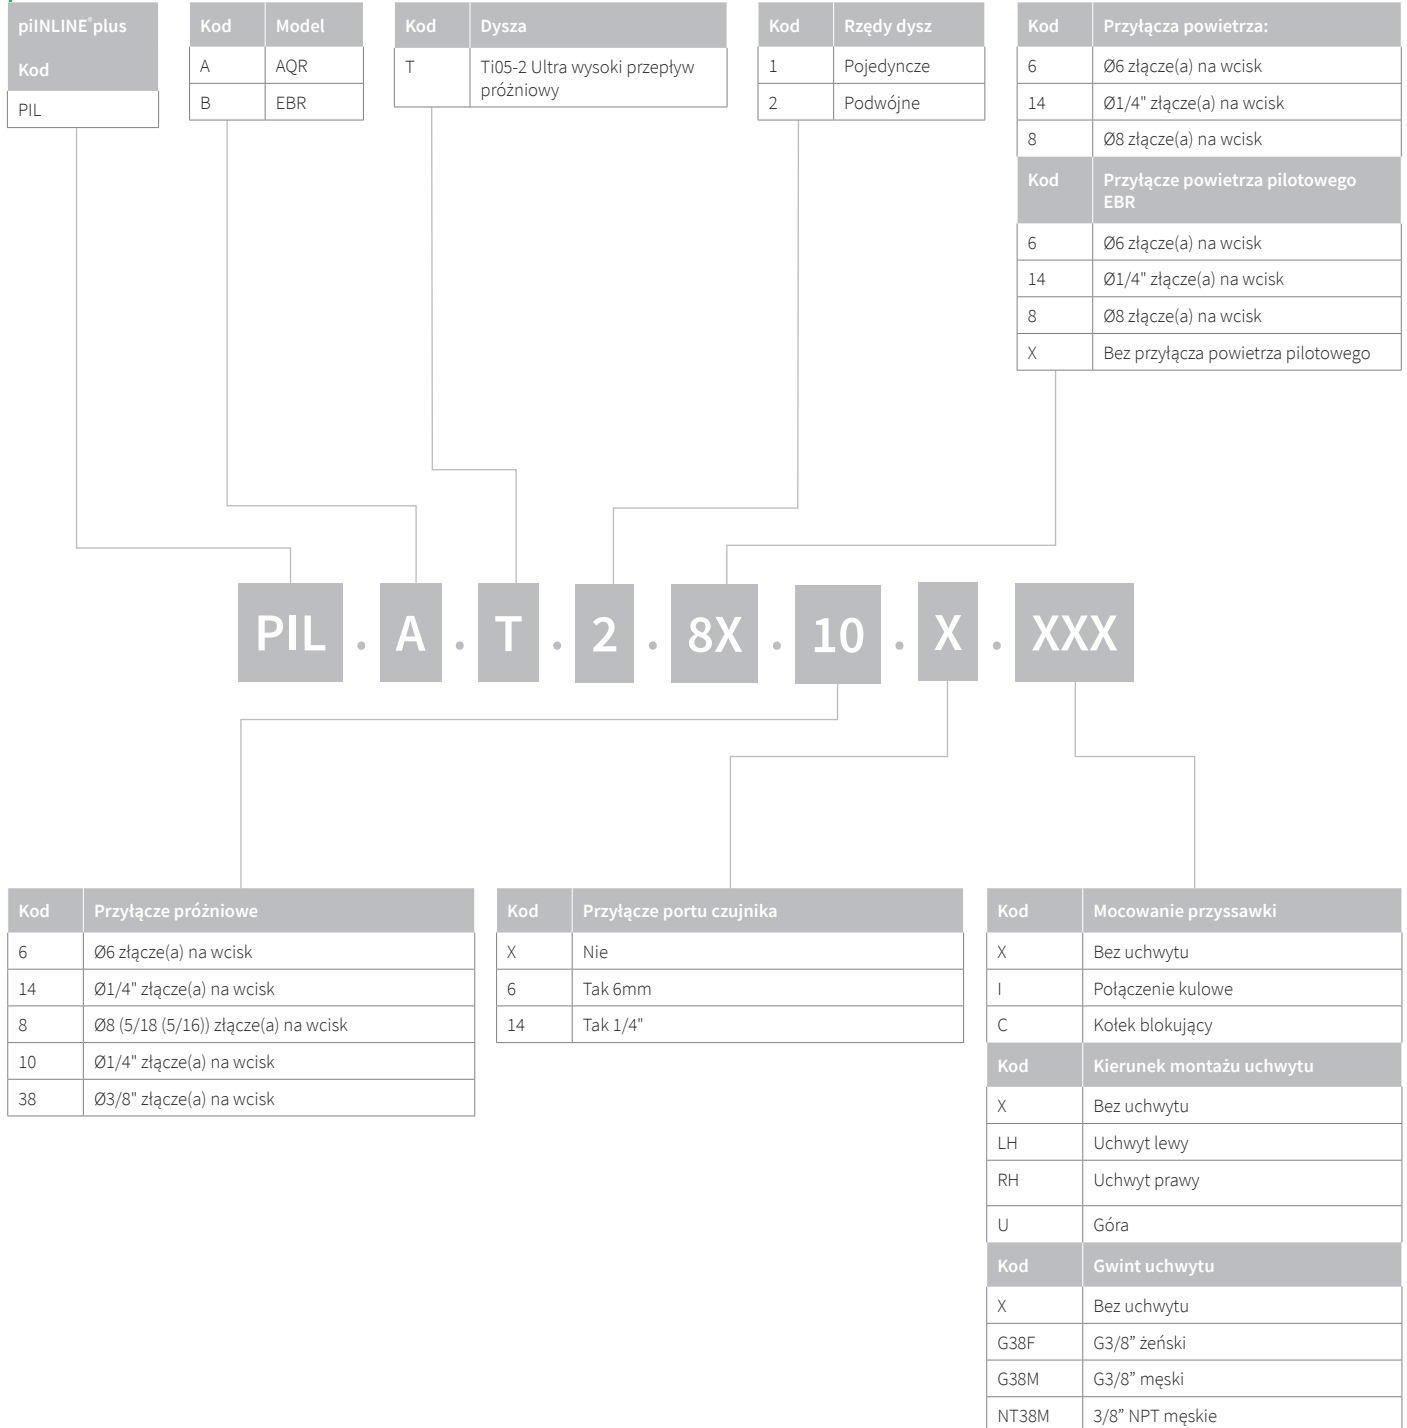 piINLINE®plus
Kod
PIL
Kod Model
A AQR
B EBR
Kod Dysza
T Ti05-2 Ultra wysoki przepływ
próżniowy
Kod Rzędy dysz
1 Pojedyncze
2 Podwójne
Kod Przyłącza powietrza:
6 Ø6 złącze(a) na wcisk
14 Ø1/4" złącze(a) na wcisk
8 Ø8 złącze(a) na wcisk
Kod Przyłącze powietrza pilotowego
EBR
6 Ø6 złącze(a) na wcisk
14 Ø1/4" złącze(a) na wcisk
8 Ø8 złącze(a) na wcisk
X Bez przyłącza powietrza pilotowego
PIL . A . T . 2 . 8X . 10 . X . XXX
Kod Przyłącze próżniowe
6 Ø6 złącze(a) na wcisk
14 Ø1/4" złącze(a) na wcisk
8 Ø8 (5/18 (5/16)) złącze(a) na wcisk
10 Ø1/4" złącze(a) na wcisk
38 Ø3/8" złącze(a) na wcisk
Kod Przyłącze portu czujnika
X Nie
6 Tak 6mm
14 Tak 1/4"
Kod Mocowanie przyssawki
X Bez uchwytu
I Połączenie kulowe
C Kołek blokujący
Kod Kierunek montażu uchwytu
X Bez uchwytu
LH Uchwyt lewy
RH Uchwyt prawy
U Góra
Kod Gwint uchwytu
X Bez uchwytu
G38F G3/8” żeński
G38M G3/8” męski
NT38M 3/8” NPT męskie